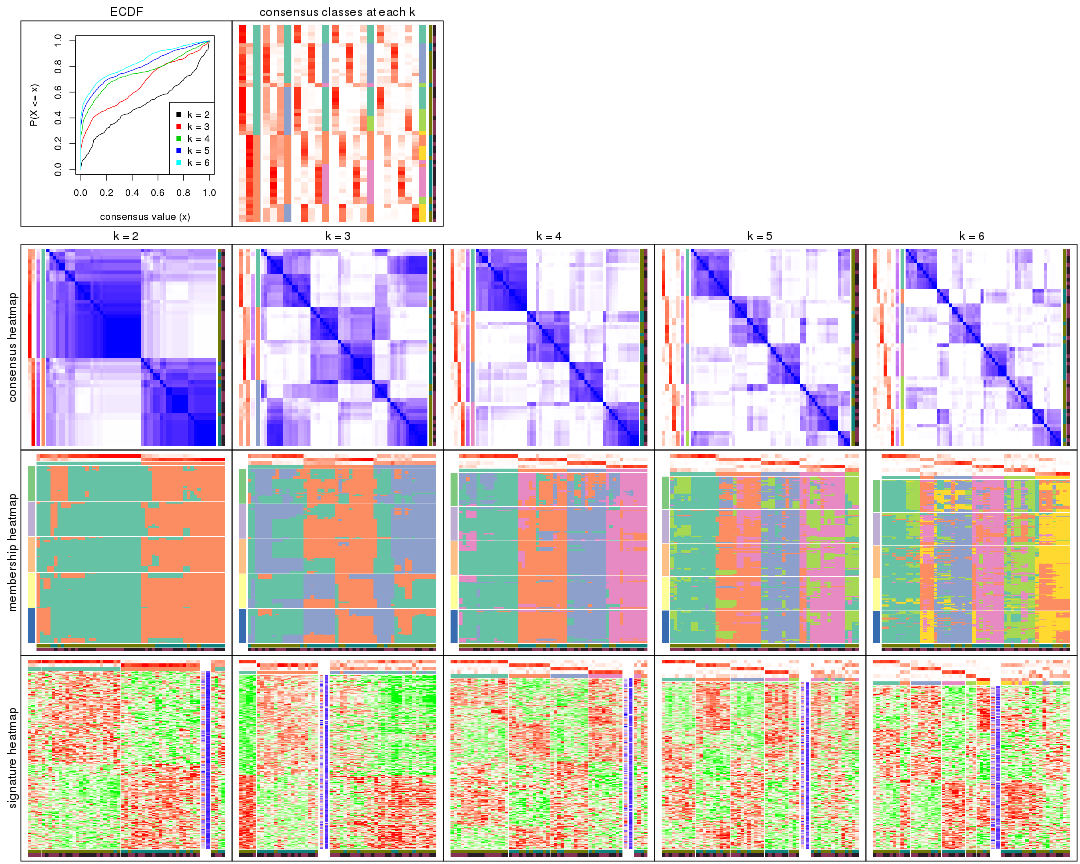 ECDF
consensus classes at each k
P(X <= x)
0.0 0.2 0.4 0.6 0.8 1.0
k = 2
k = 3
k = 4
k = 5
k = 6
0.0 0.2 0.4 0.6 0.8 1.0
consensus value (x)
k = 2
k = 3
k = 4
k = 5
k = 6
consensus heatmap
membership heatmap
signature heatmap